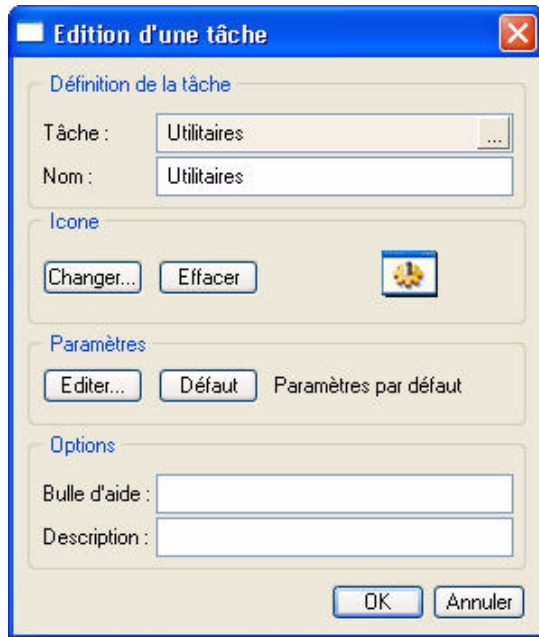 Edition d'une tâche
Définition de la tâche
Tâche : Utilitaires ...
Nom : Utilitaires
Icone
Changer... Effacer
Paramètres
Editer... Défaut Paramètres par défaut
Options
Bulle d'aide :
Description :
OK Annuler